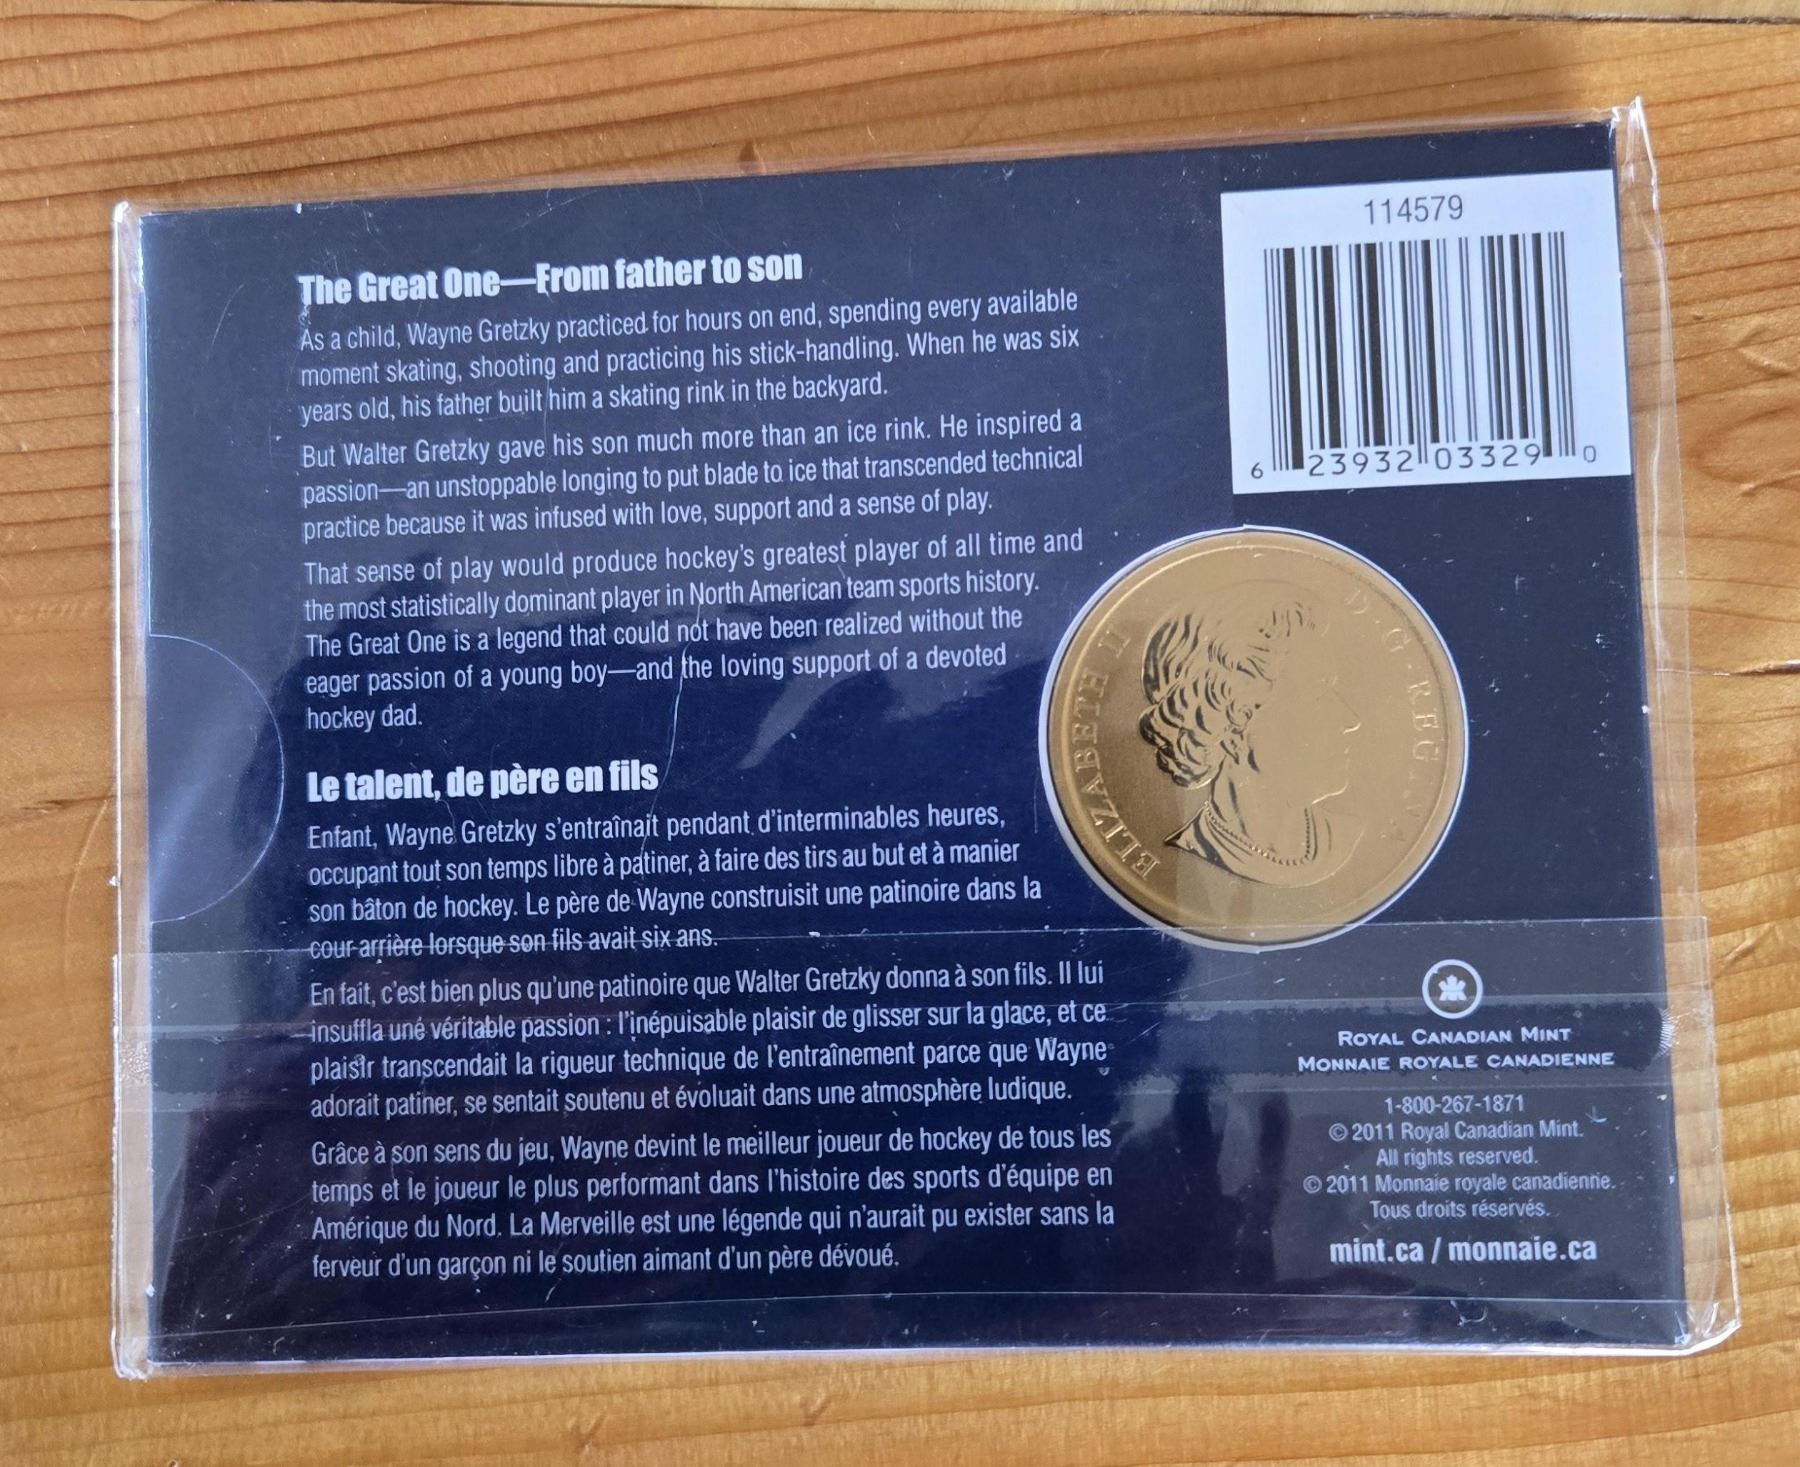 The Great One—From father to son
As a child, Wayne Gretzky practiced for hours on end, spending every available
moment skating, shooting and practicing his stick-handling. When he was six
years old, his father built him a skating rink in the backyard.
But Walter Gretzky gave his son much more than an ice rink. He inspired a
passion—an unstoppable longing to put blade to ice that transcended technical
practice because it was infused with love, support and a sense of play.
That sense of play would produce hockey's greatest player of all time and
the most statistically dominant player in North American team sports history.
The Great One is a legend that could not have been realized without the
eager passion of a young boy—and the loving support of a devoted
hockey dad.
Le talent, de père en fils
Enfant, Wayne Gretzky s'entraînait pendant d'interminables heures,
occupant tout son temps libre à patiner, à faire des tirs au but et à manier
son bâton de hockey. Le père de Wayne construisit une patinoire dans la
cour arrière lorsque son fils avait six ans.
En fait, c'est bien plus qu'une patinoire que Walter Gretzky donna à son fils. Il lui
insuffla une véritable passion : l'inépuisable plaisir de glisser sur la glace, et ce
plaisir transcendait la rigueur technique de l'entraînement parce que Wayne
adorait patiner, se sentait soutenu et évoluait dans une atmosphère ludique.
Grâce à son sens du jeu, Wayne devint le meilleur joueur de hockey de tous les
temps et le joueur le plus performant dans l'histoire des sports d'équipe en
Amérique du Nord. La Merveille est une légende qui n'aurait pu exister sans la
ferveur d'un garçon ni le soutien aimant d'un père dévoué.
114579
6 23932 03329 0
ELIZABETH II D·G·REGINA
ROYAL CANADIAN MINT
MONNAIE ROYALE CANADIENNE
1-800-267-1871
© 2011 Royal Canadian Mint.
All rights reserved.
© 2011 Monnaie royale canadienne.
Tous droits réservés.
mint.ca / monnaie.ca